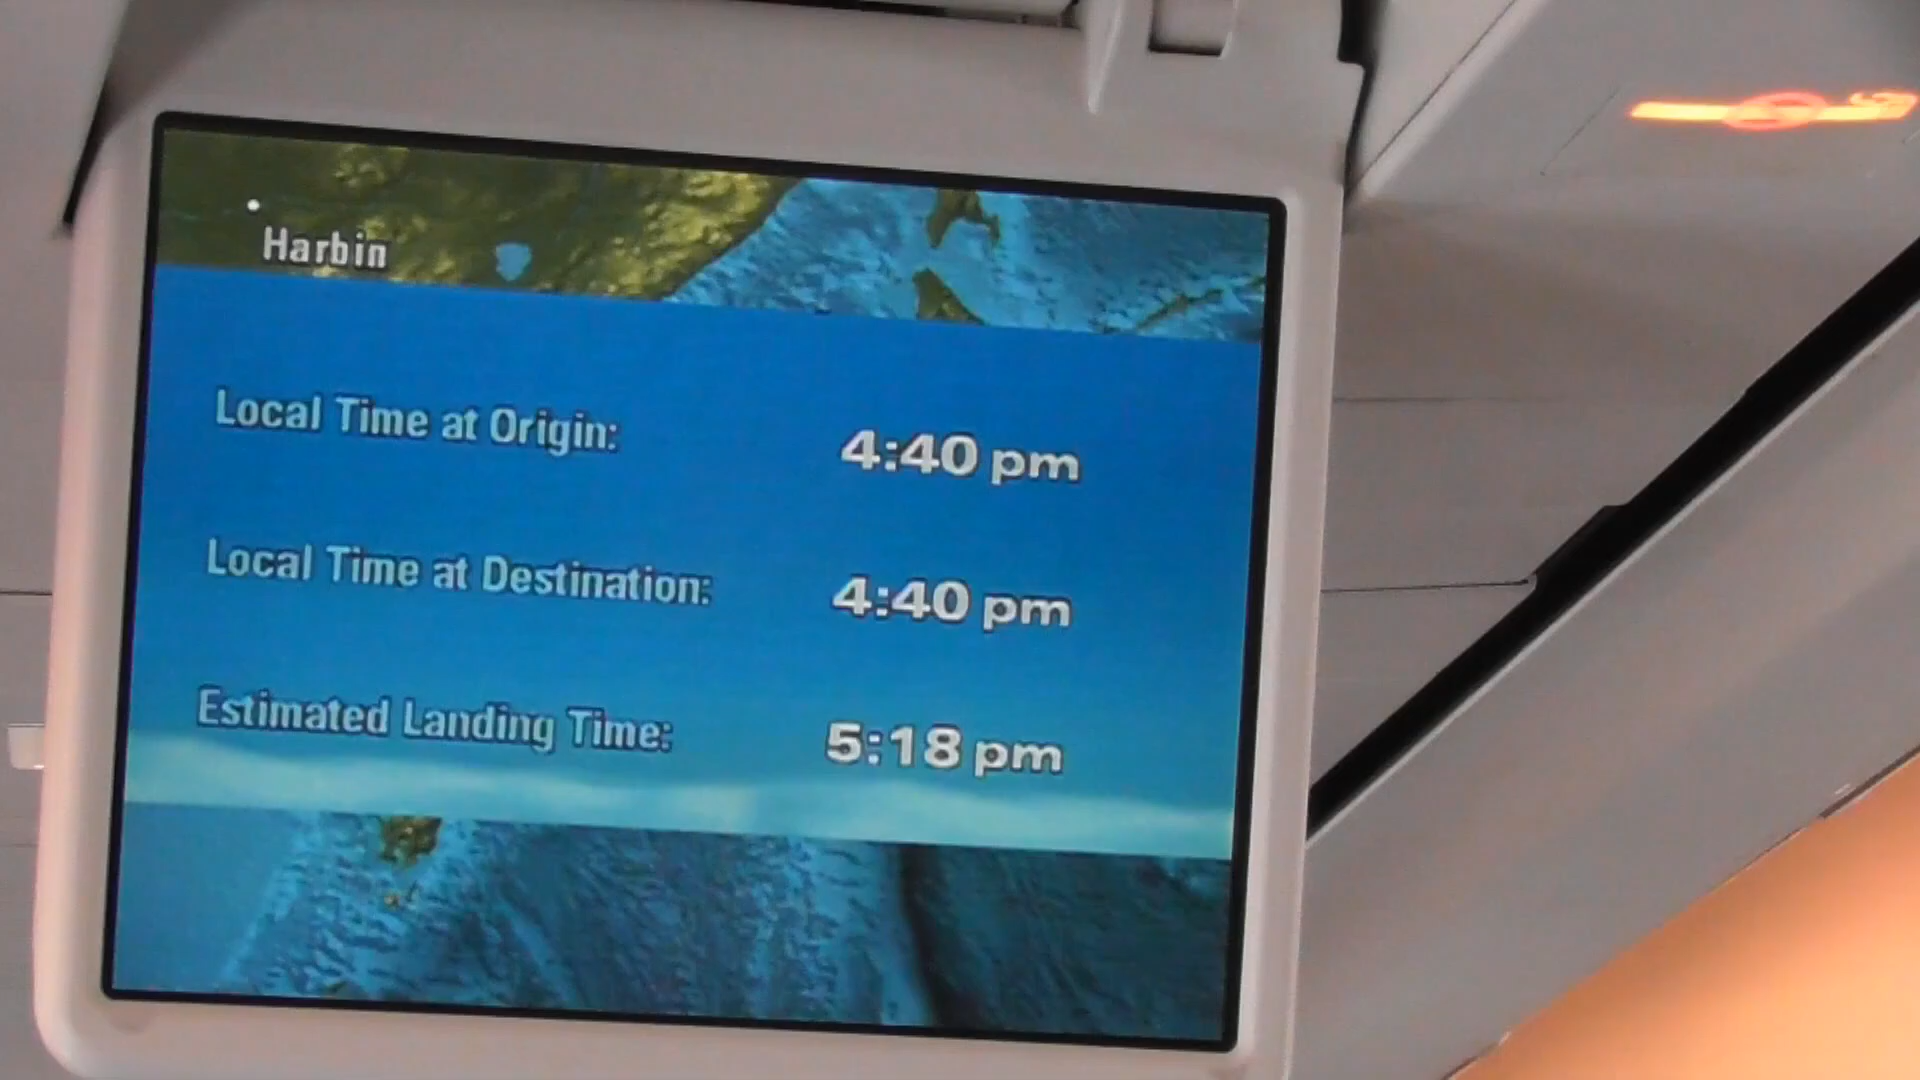 Harbin
Local Time at Origin: 4:40 pm
Local Time at Destination: 4:40 pm
Estimated Landing Time: 5:18 pm